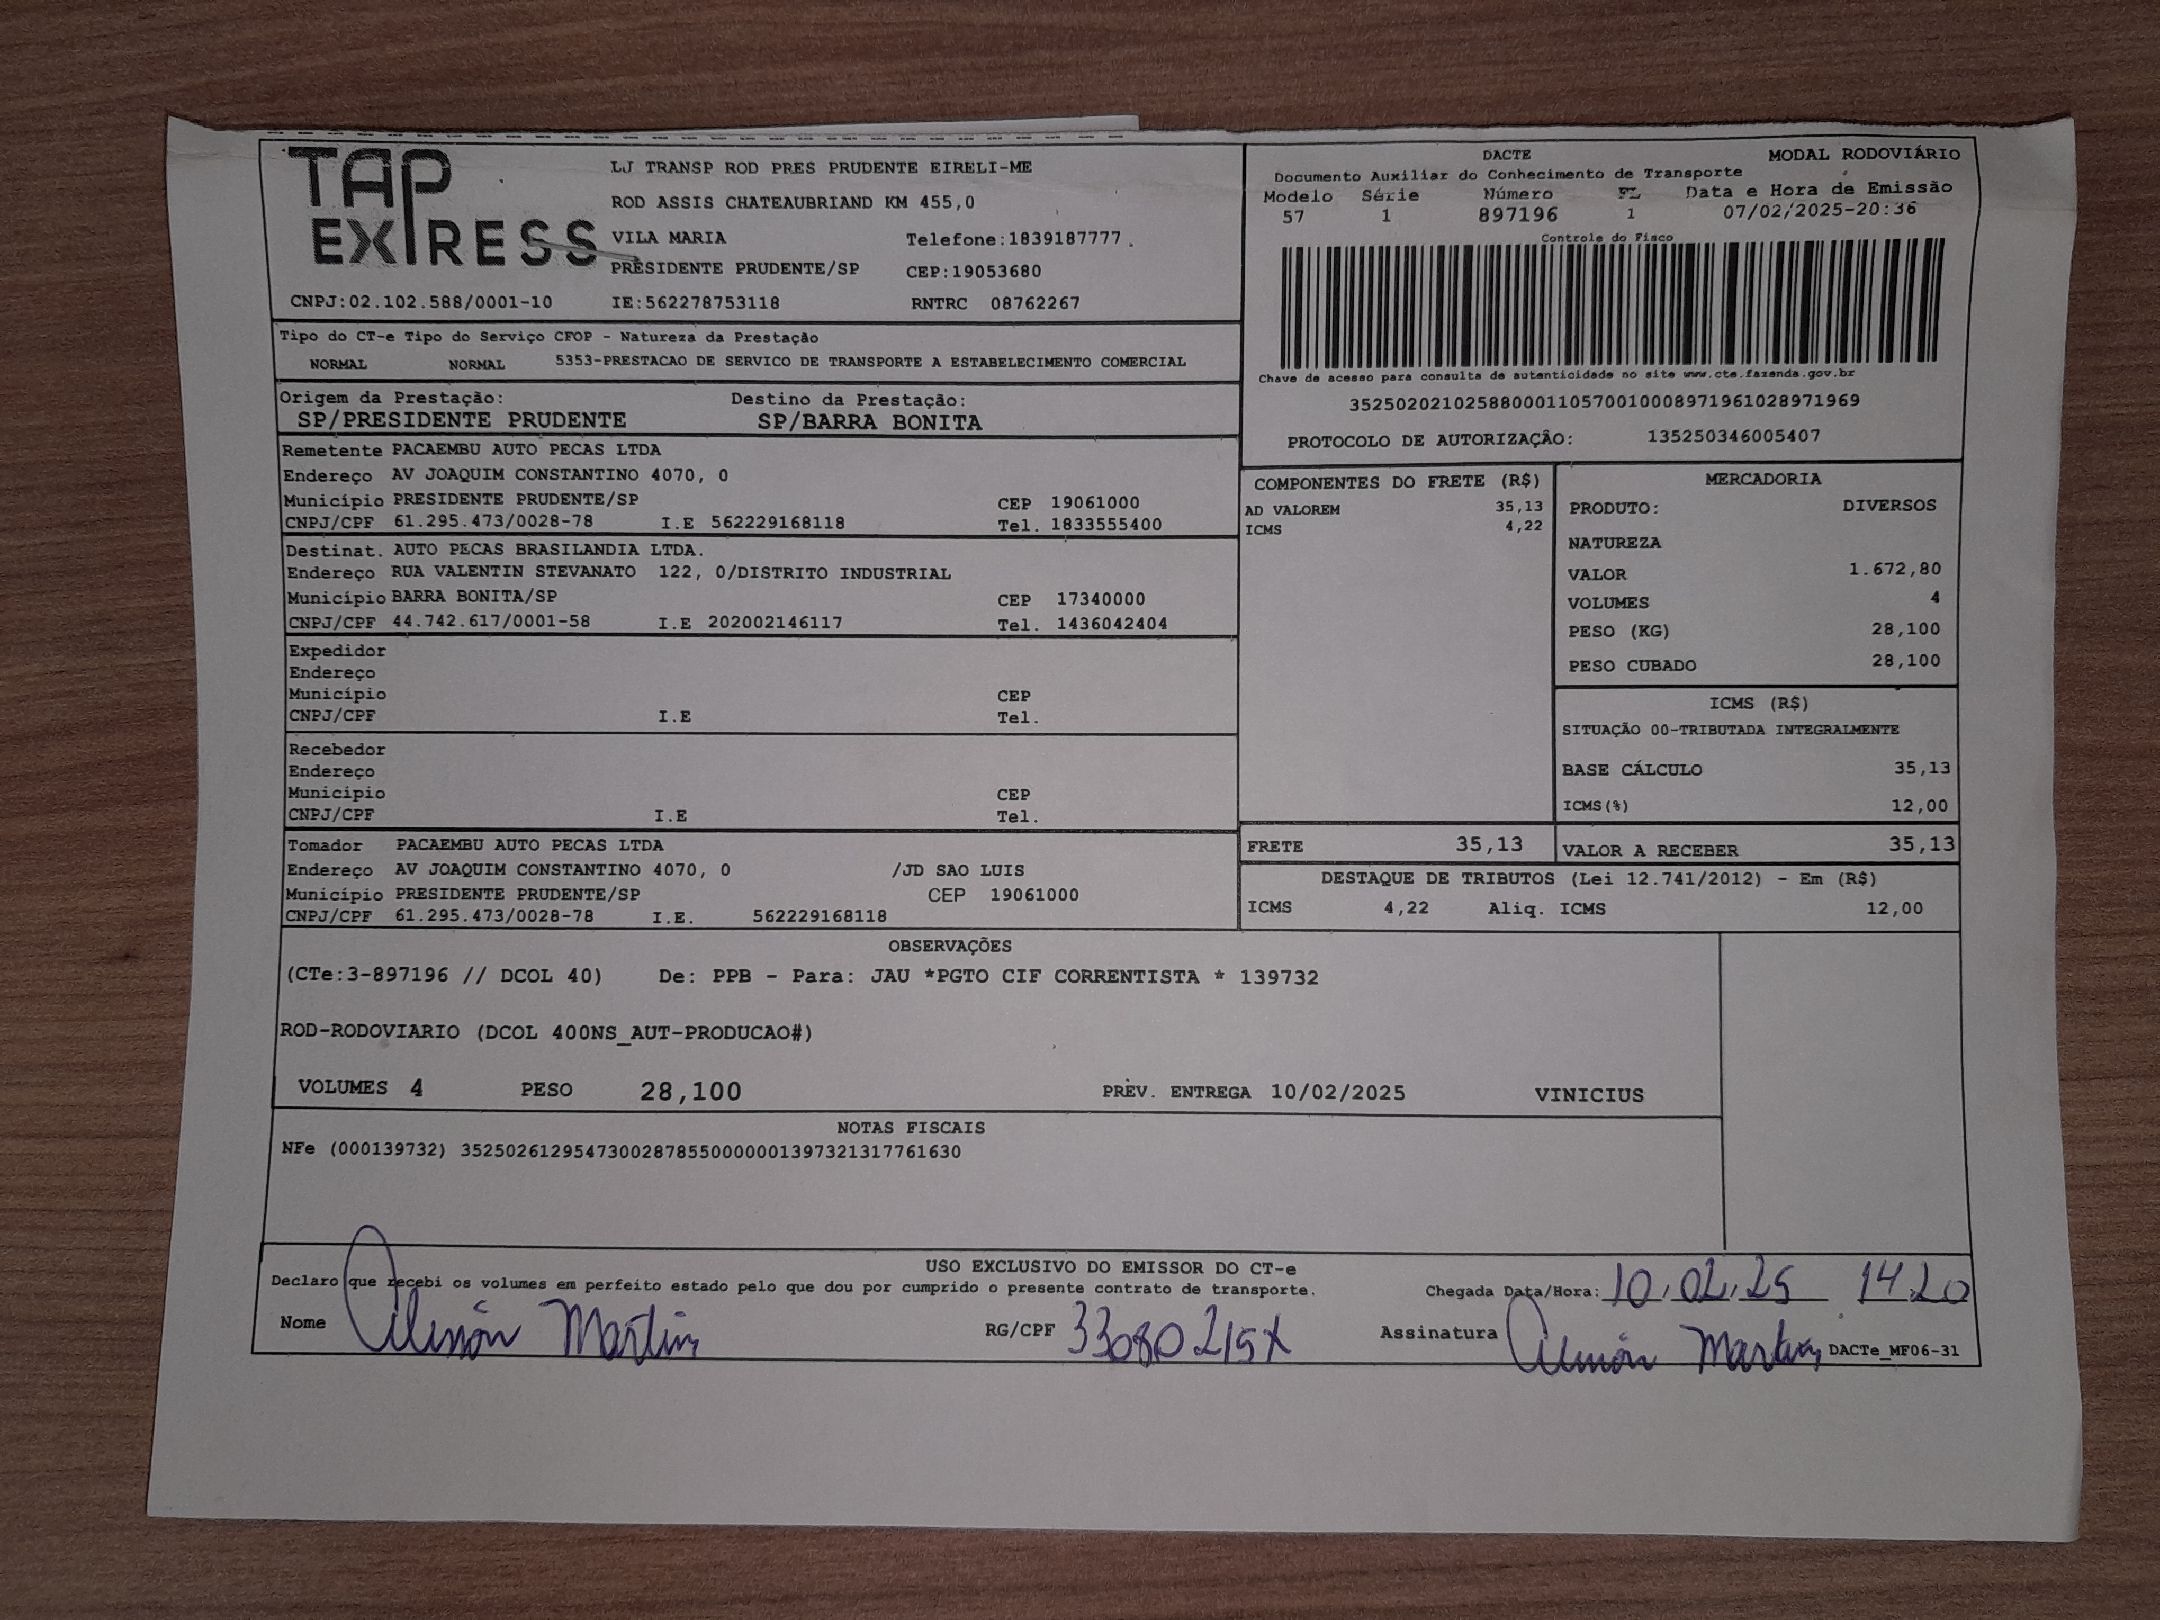 TAP EXPRESS
LJ TRANSP ROD PRES PRUDENTE EIRELI-ME
ROD ASSIS CHATEAUBRIAND KM 455,0
VILA MARIA Telefone:1839187777
PRESIDENTE PRUDENTE/SP CEP:19053680
CNPJ:02.102.588/0001-10 IE:562278753118 RNTRC 08762267
DACTE MODAL RODOVIÁRIO
Documento Auxiliar do Conhecimento de Transporte
Modelo Série Número FL Data e Hora de Emissão
57 1 897196 1 07/02/2025-20:36
Controle do Fisco
Chave de acesso para consulta de autenticidade no site www.cte.fazenda.gov.br
35250202102588000110570010008971961028971969
PROTOCOLO DE AUTORIZAÇÃO: 135250346005407
Tipo do CT-e Tipo do Serviço CFOP - Natureza da Prestação
NORMAL NORMAL 5353-PRESTACAO DE SERVICO DE TRANSPORTE A ESTABELECIMENTO COMERCIAL
Origem da Prestação: Destino da Prestação:
SP/PRESIDENTE PRUDENTE SP/BARRA BONITA
Remetente PACAEMBU AUTO PECAS LTDA
Endereço AV JOAQUIM CONSTANTINO 4070, 0
Município PRESIDENTE PRUDENTE/SP CEP 19061000
CNPJ/CPF 61.295.473/0028-78 I.E 562229168118 Tel. 1833555400
Destinat. AUTO PECAS BRASILANDIA LTDA.
Endereço RUA VALENTIN STEVANATO 122, 0/DISTRITO INDUSTRIAL
Município BARRA BONITA/SP CEP 17340000
CNPJ/CPF 44.742.617/0001-58 I.E 202002146117 Tel. 1436042404
Expedidor
Endereço
Município CEP
CNPJ/CPF I.E Tel.
Recebedor
Endereço
Município CEP
CNPJ/CPF I.E Tel.
Tomador PACAEMBU AUTO PECAS LTDA
Endereço AV JOAQUIM CONSTANTINO 4070, 0 /JD SAO LUIS
Município PRESIDENTE PRUDENTE/SP CEP 19061000
CNPJ/CPF 61.295.473/0028-78 I.E. 562229168118
COMPONENTES DO FRETE (R$)
AD VALOREM 35,13
ICMS 4,22
MERCADORIA
PRODUTO: DIVERSOS
NATUREZA
VALOR 1.672,80
VOLUMES 4
PESO (KG) 28,100
PESO CUBADO 28,100
ICMS (R$)
SITUAÇÃO 00-TRIBUTADA INTEGRALMENTE
BASE CÁLCULO 35,13
ICMS(%) 12,00
FRETE 35,13 VALOR A RECEBER 35,13
DESTAQUE DE TRIBUTOS (Lei 12.741/2012) - Em (R$)
ICMS 4,22 Aliq. ICMS 12,00
OBSERVAÇÕES
(CTe:3-897196 // DCOL 40) De: PPB - Para: JAU *PGTO CIF CORRENTISTA * 139732
ROD-RODOVIARIO (DCOL 400NS_AUT-PRODUCAO#)
VOLUMES 4 PESO 28,100 PREV. ENTREGA 10/02/2025 VINICIUS
NOTAS FISCAIS
NFe (000139732) 35250261295473002878550000001397321317761630
USO EXCLUSIVO DO EMISSOR DO CT-e
Declaro que recebi os volumes em perfeito estado pelo que dou por cumprido o presente contrato de transporte.
Chegada Data/Hora: 10.02.25 14 20
Nome Martins RG/CPF 33080215X Assinatura Martins DACTe_MF06-31